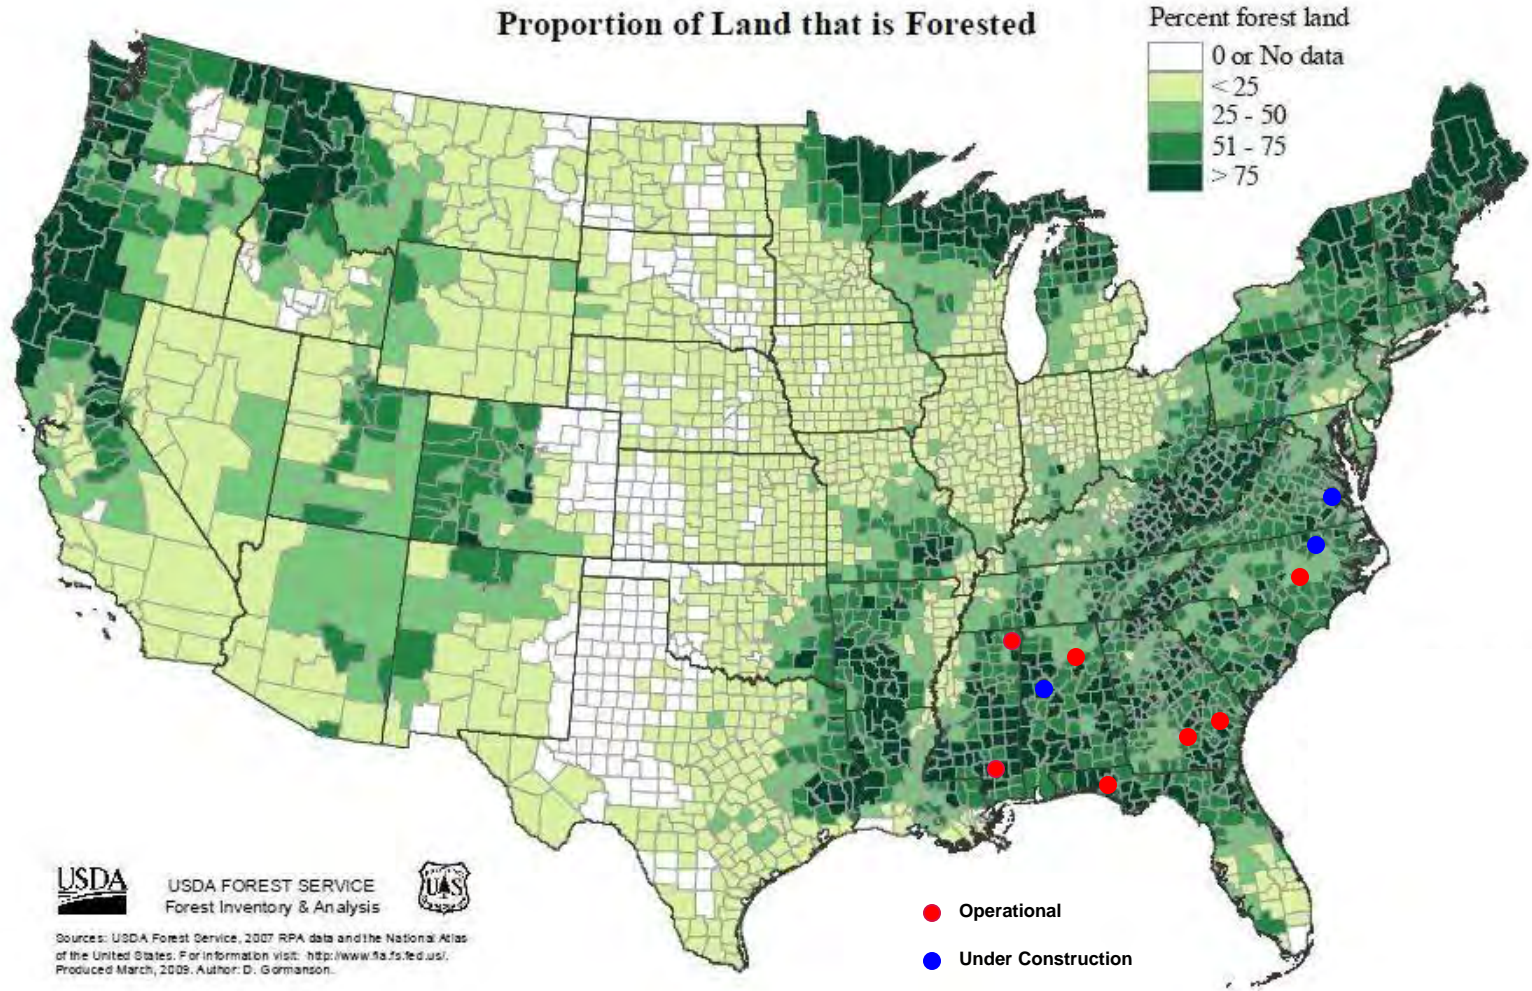 Proportion of Land that is Forested
Percent forest land
0 or No data
< 25
25 - 50
51 - 75
> 75
USDA
USDA FOREST SERVICE
Forest Inventory & Analysis
UAS
Sources: USDA Forest Service, 2007 RPA data and the National Atlas
of the United States. For information visit: http://www.fia.fs.fed.us/.
Produced March, 2009. Author: D. Gormanson.
Operational
Under Construction